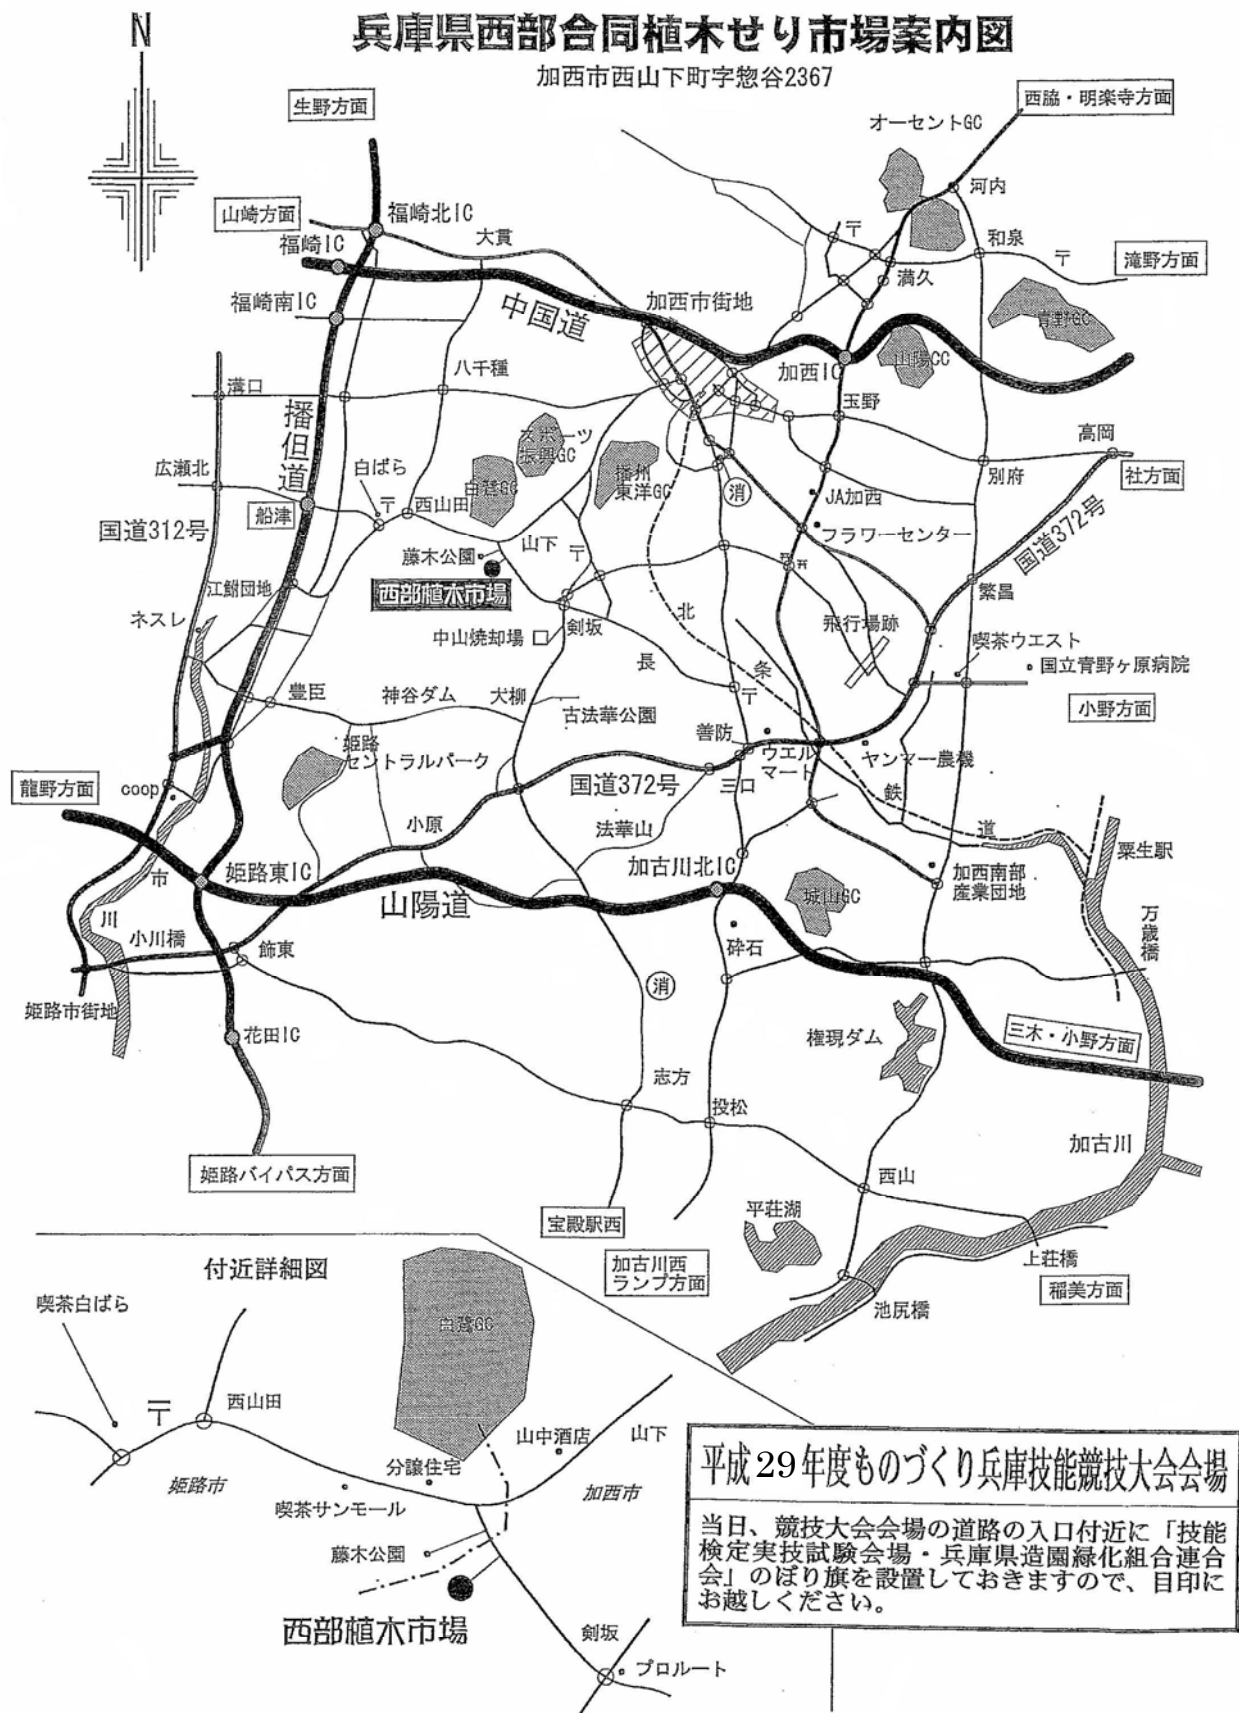 兵庫県西部合同植木せり市場案内図
加西市西山下町字惣谷2367
N
生野方面
西脇・明楽寺方面
オーセントGC
河内
山崎方面
福崎北IC
福崎IC
大貫
〒
和泉
〒
滝野方面
満久
福崎南IC
中国道
加西市街地
青野GC
山陽GC
加西IC
溝口
八千種
播但道
玉野
スポーツ
振興GC
高岡
広瀬北
白ばら
白鷺GC
播州
東洋GC
消
別府
社方面
〒
西山田
JA加西
船津
国道312号
フラワーセンター
国道372号
藤木公園
山下
〒
西部植木市場
江鮒団地
ネスレ
中山焼却場
剣坂
北
条
鉄
道
長
飛行場跡
繁昌
喫茶ウエスト
国立青野ヶ原病院
〒
豊臣
神谷ダム
大柳
古法華公園
小野方面
善防
ウエル
マート
ヤンマー農機
姫路
セントラルパーク
龍野方面
coop
国道372号
三口
小原
法華山
粟生駅
姫路東IC
加古川北IC
加西南部
産業団地
市
川
山陽道
城山GC
小川橋
飾東
砕石
万歳橋
消
姫路市街地
花田IC
権現ダム
三木・小野方面
志方
投松
加古川
姫路バイパス方面
西山
宝殿駅西
平荘湖
加古川西
ランプ方面
上荘橋
稲美方面
池尻橋
付近詳細図
喫茶白ばら
白鷺GC
〒
西山田
山中酒店
山下
分譲住宅
姫路市
加西市
喫茶サンモール
藤木公園
西部植木市場
剣坂
プロルート
平成29年度ものづくり兵庫技能競技大会会場
当日、競技大会会場の道路の入口付近に「技能
検定実技試験会場・兵庫県造園緑化組合連合
会」のぼり旗を設置しておきますので、目印に
お越しください。